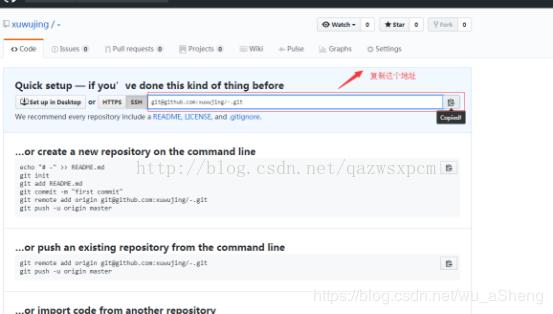 xuwujing / -
Watch 0 Star 0 Fork 0
Code Issues 0 Pull requests 0 Projects 0 Wiki Pulse Graphs Settings
复制这个地址
Quick setup — if you've done this kind of thing before
Set up in Desktop or HTTPS SSH git@github.com:xuwujing/-.git
Copied!
We recommend every repository include a README, LICENSE, and .gitignore.
…or create a new repository on the command line
echo "# -" >> README.md
git init
git add README.md
git commit -m "first commit"
git remote add origin git@github.com:xuwujing/-.git
git push -u origin master
http://blog.csdn.net/qazwsxpcm
…or push an existing repository from the command line
git remote add origin git@github.com:xuwujing/-.git
git push -u origin master
…or import code from another repository
https://blog.csdn.net/wu_aSheng